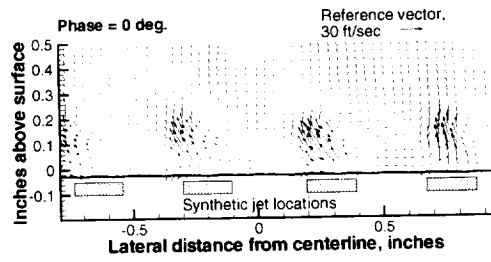 Phase = 0 deg.
Reference vector,
30 ft/sec
Inches above surface
0.5
0.4
0.3
0.2
0.1
0
-0.1
Synthetic jet locations
-0.5
0
0.5
Lateral distance from centerline, inches